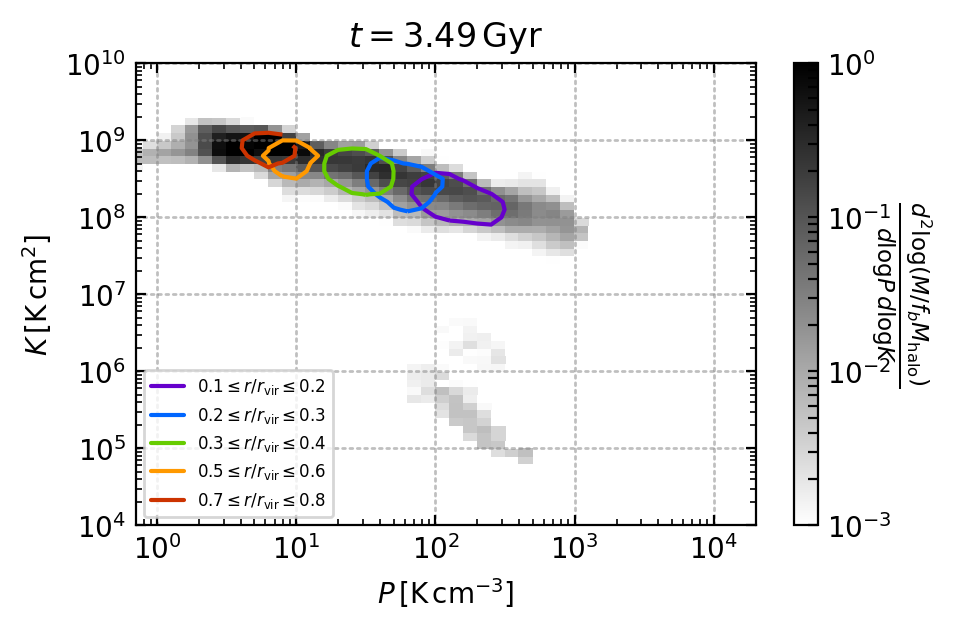 t = 3.49 Gyr
10^10
10^9
10^8
10^7
10^6
10^5
10^4
K [K cm^2]
0.1 ≤ r/r_vir ≤ 0.2
0.2 ≤ r/r_vir ≤ 0.3
0.3 ≤ r/r_vir ≤ 0.4
0.5 ≤ r/r_vir ≤ 0.6
0.7 ≤ r/r_vir ≤ 0.8
10^0 10^1 10^2 10^3 10^4
P [K cm^−3]
10^0
10^−1
10^−2
10^−3
d^2 log(M/f_b M_halo)
d log P d log K